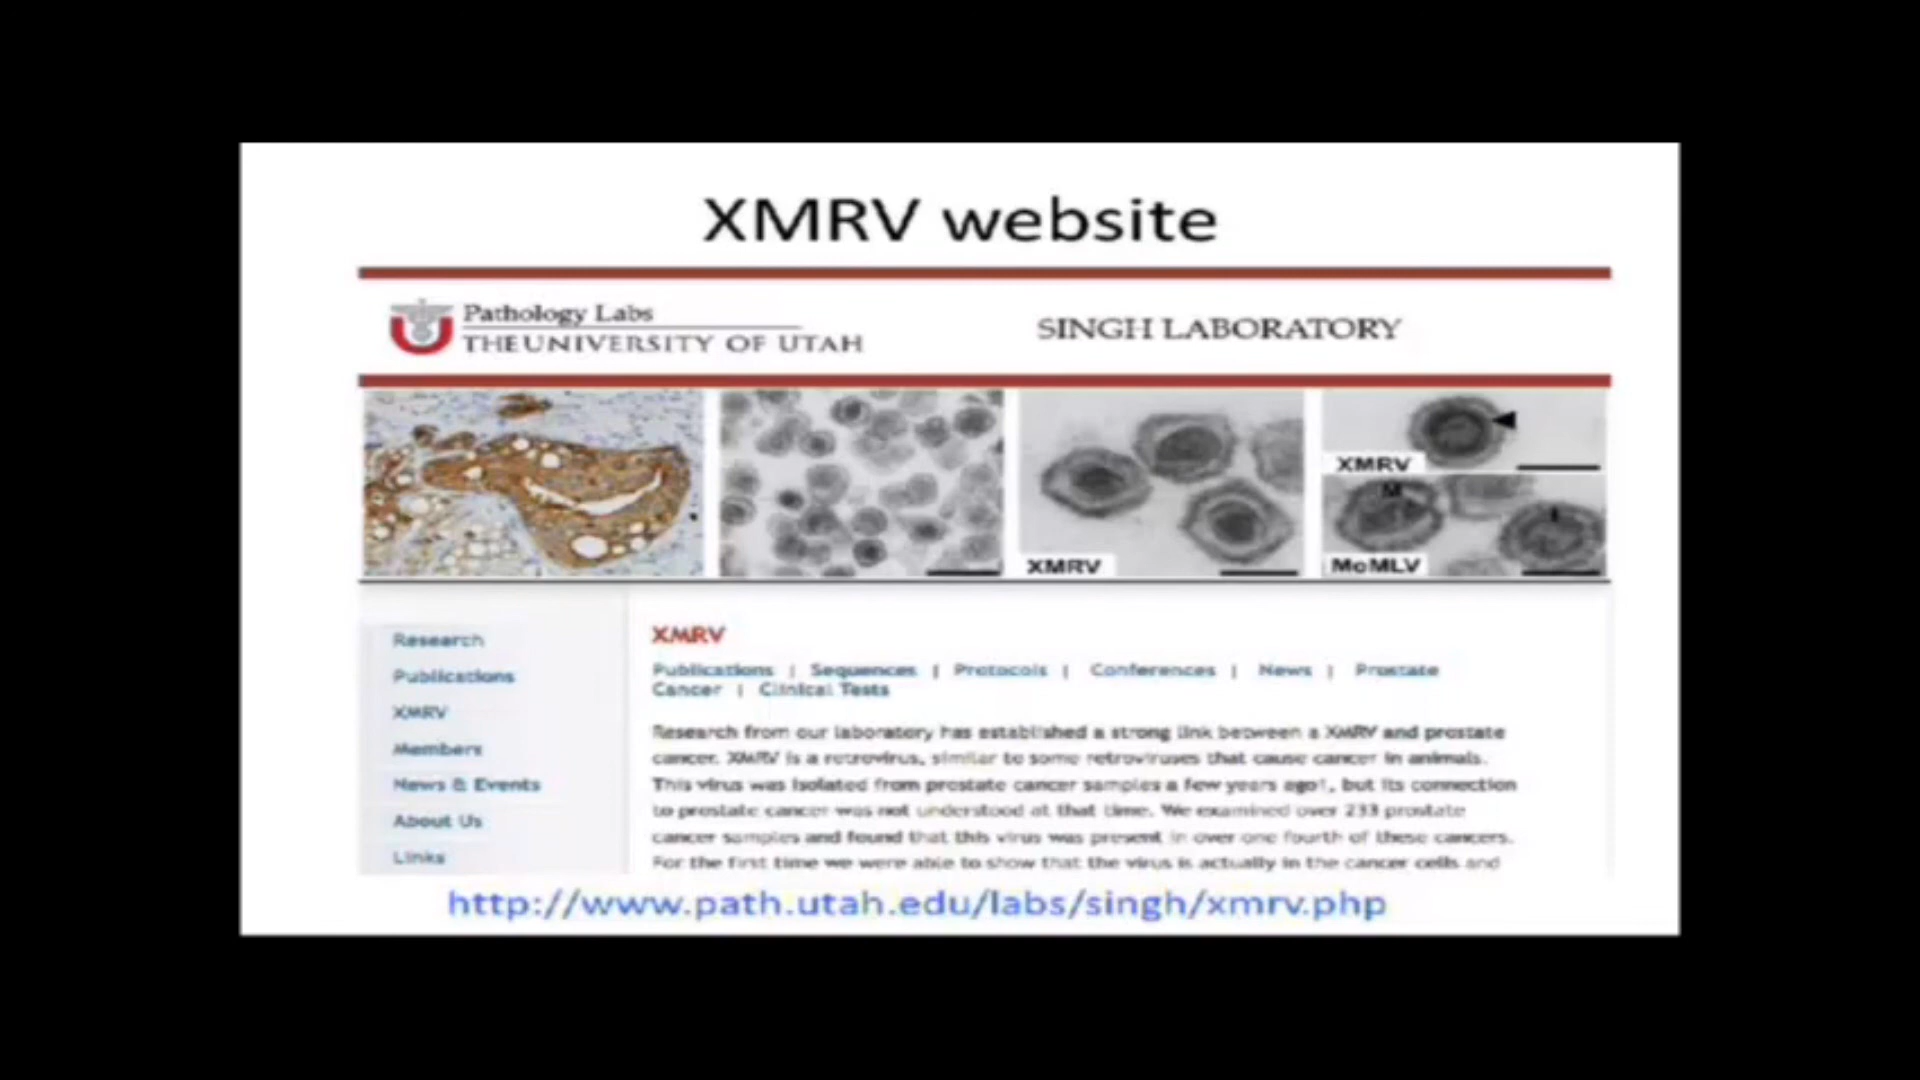 XMRV website
Pathology Labs
THE UNIVERSITY OF UTAH
SINGH LABORATORY
XMRV
XMRV
M
I
MoMLV
Research
Publications
XMRV
Members
News & Events
About Us
Links
XMRV
Publications | Sequences | Protocols | Conferences | News | Prostate
Cancer | Clinical Tests
Research from our laboratory has established a strong link between a XMRV and prostate
cancer. XMRV is a retrovirus, similar to some retroviruses that cause cancer in animals.
This virus was isolated from prostate cancer samples a few years ago¹, but its connection
to prostate cancer was not understood at that time. We examined over 233 prostate
cancer samples and found that this virus was present in over one fourth of these cancers.
For the first time we were able to show that the virus is actually in the cancer cells and
http://www.path.utah.edu/labs/singh/xmrv.php